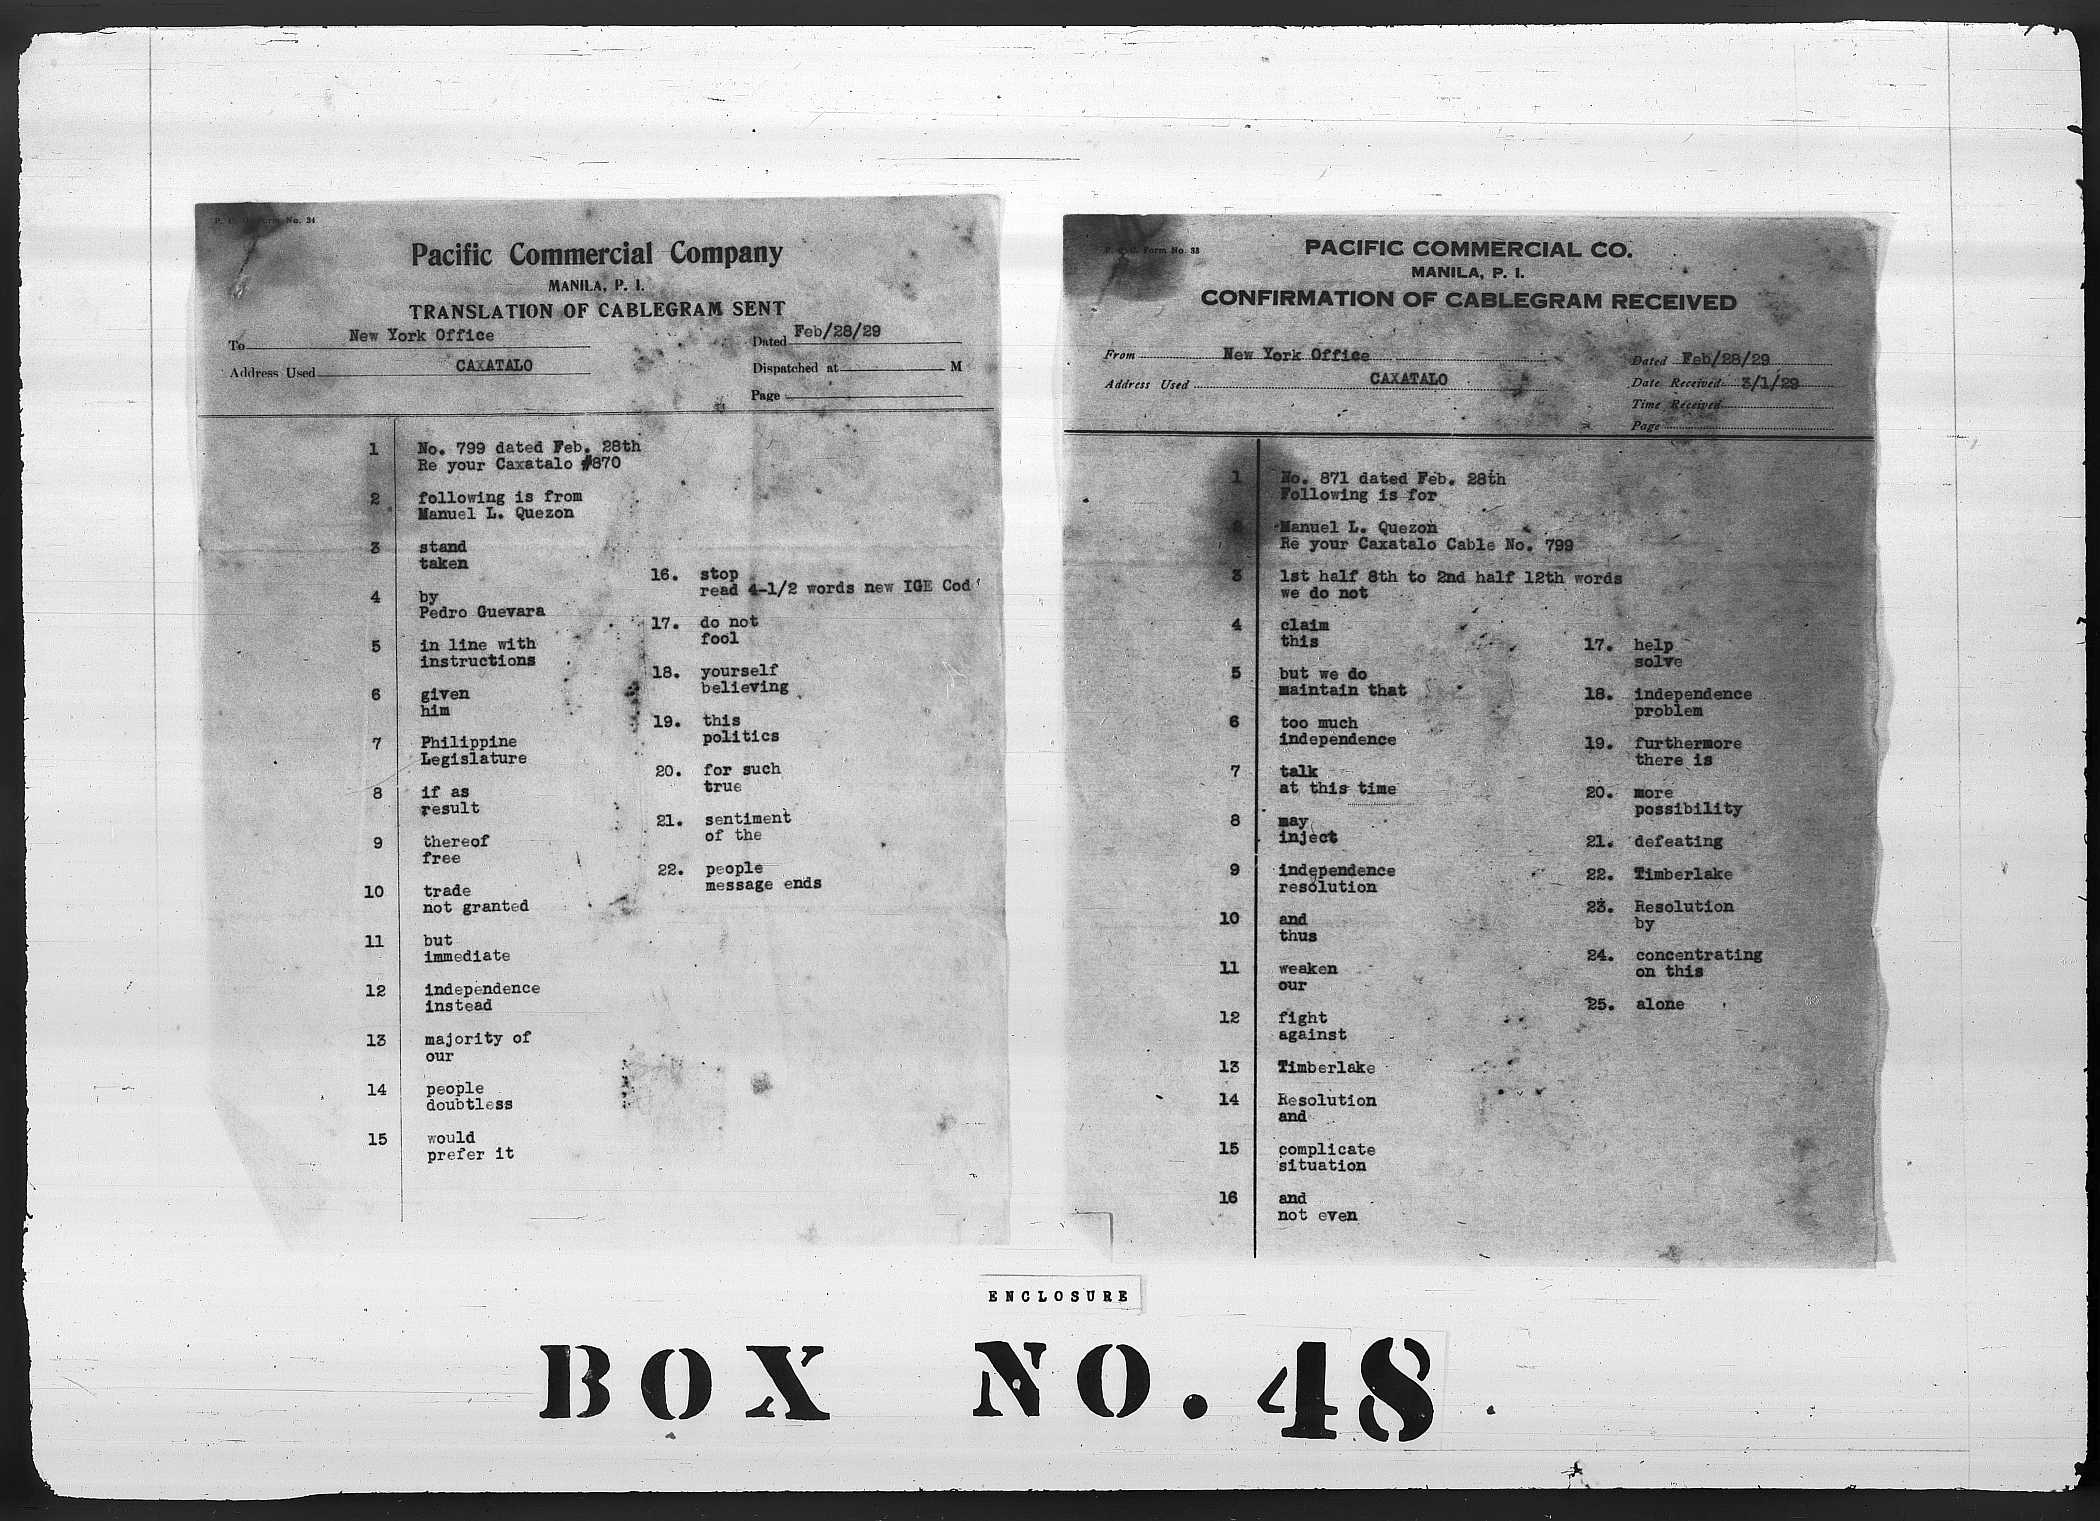 P. C. C. Form No. 34
Pacific Commercial Company
MANILA, P. I.
TRANSLATION OF CABLEGRAM SENT
To New York Office
Dated Feb/28/29
Address Used CAXATALO
Dispatched at M
Page
1 No. 799 dated Feb. 28th
Re your Caxatalo #870
2 following is from
Manuel L. Quezon
3 stand
taken
4 by
Pedro Guevara
5 in line with
instructions
6 given
him
7 Philippine
Legislature
8 if as
result
9 thereof
free
10 trade
not granted
11 but
immediate
12 independence
instead
13 majority of
our
14 people
doubtless
15 would
prefer it
16. stop
read 4-1/2 words new IGE Cod
17. do not
fool
18. yourself
believing
19. this
politics
20. for such
true
21. sentiment
of the
22. people
message ends
P. C. C. Form No. 33
PACIFIC COMMERCIAL CO.
MANILA, P. I.
CONFIRMATION OF CABLEGRAM RECEIVED
From New York Office
Dated Feb/28/29
Address Used CAXATALO
Date Received 3/1/29
Time Received
Page
1 No. 871 dated Feb. 28th
Following is for
2 Manuel L. Quezon
Re your Caxatalo Cable No. 799
3 1st half 8th to 2nd half 12th words
we do not
4 claim
this
5 but we do
maintain that
6 too much
independence
7 talk
at this time
8 may
inject
9 independence
resolution
10 and
thus
11 weaken
our
12 fight
against
13 Timberlake
14 Resolution
and
15 complicate
situation
16 and
not even
17. help
solve
18. independence
problem
19. furthermore
there is
20. more
possibility
21. defeating
22. Timberlake
23. Resolution
by
24. concentrating
on this
25. alone
ENCLOSURE
BOX NO. 48